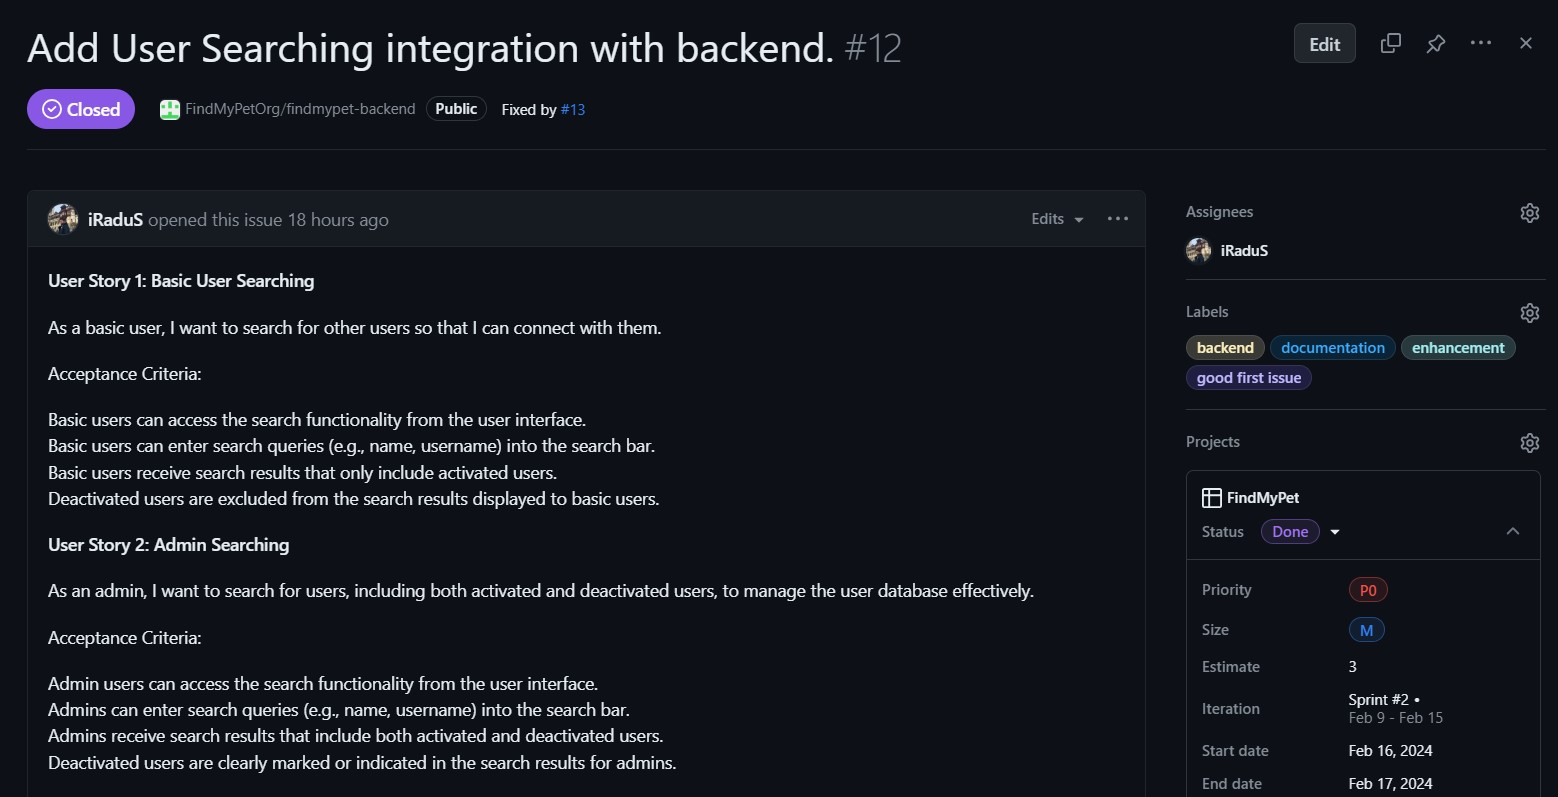 Add User Searching integration with backend. #12
Edit
Closed
FindMyPetOrg/findmypet-backend
Public
Fixed by #13
iRaduS opened this issue 18 hours ago
Edits
User Story 1: Basic User Searching
As a basic user, I want to search for other users so that I can connect with them.
Acceptance Criteria:
Basic users can access the search functionality from the user interface.
Basic users can enter search queries (e.g., name, username) into the search bar.
Basic users receive search results that only include activated users.
Deactivated users are excluded from the search results displayed to basic users.
User Story 2: Admin Searching
As an admin, I want to search for users, including both activated and deactivated users, to manage the user database effectively.
Acceptance Criteria:
Admin users can access the search functionality from the user interface.
Admins can enter search queries (e.g., name, username) into the search bar.
Admins receive search results that include both activated and deactivated users.
Deactivated users are clearly marked or indicated in the search results for admins.
Assignees
iRaduS
Labels
backend documentation enhancement
good first issue
Projects
FindMyPet
Status Done
Priority P0
Size M
Estimate 3
Iteration Sprint #2 •
Feb 9 - Feb 15
Start date Feb 16, 2024
End date Feb 17, 2024